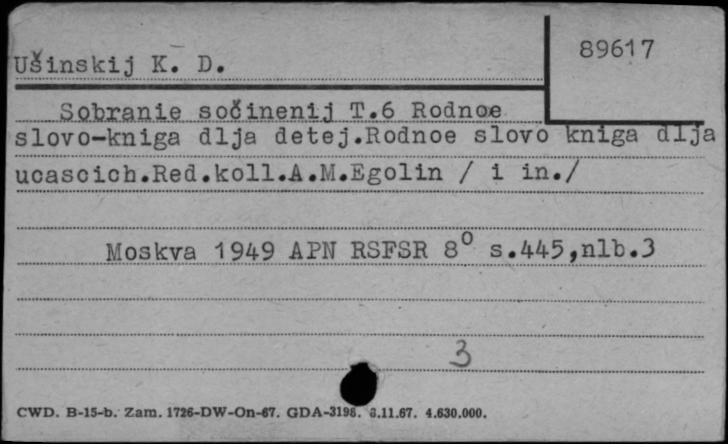 89617
Ušinskij K. D.
Sobranie sočinenij T.6 Rodnoe
slovo-kniga dlja detej.Rodnoe slovo kniga dlja
ucascich.Red.koll.A.M.Egolin / i in./
Moskva 1949 APN RSFSR 8° s.445,nlb.3
3
CWD. B-15-b. Zam. 1726-DW-On-67. GDA-3198. 3.11.67. 4.630.000.